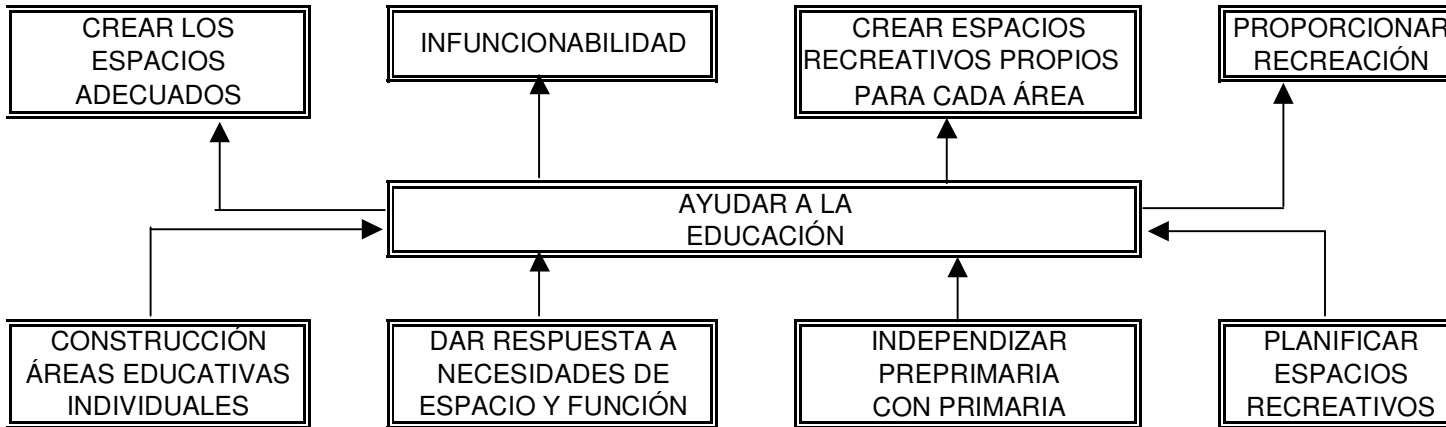 CREAR LOS
ESPACIOS
ADECUADOS
INFUNCIONABILIDAD
CREAR ESPACIOS
RECREATIVOS PROPIOS
PARA CADA ÁREA
PROPORCIONAR
RECREACIÓN
AYUDAR A LA
EDUCACIÓN
CONSTRUCCIÓN
ÁREAS EDUCATIVAS
INDIVIDUALES
DAR RESPUESTA A
NECESIDADES DE
ESPACIO Y FUNCIÓN
INDEPENDIZAR
PREPRIMARIA
CON PRIMARIA
PLANIFICAR
ESPACIOS
RECREATIVOS